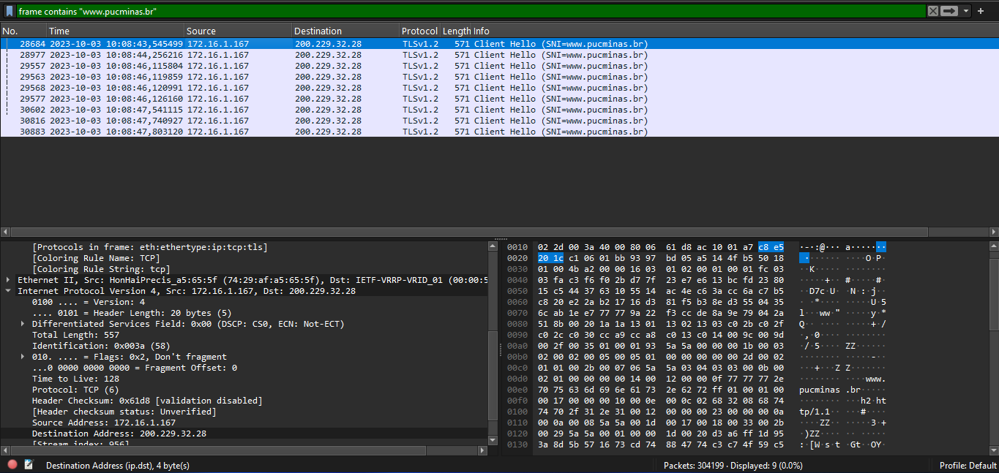 frame contains "www.pucminas.br"
No. Time Source Destination Protocol Length Info
28684 2023-10-03 10:08:43,545499 172.16.1.167 200.229.32.28 TLSv1.2 571 Client Hello (SNI=www.pucminas.br)
28977 2023-10-03 10:08:44,256216 172.16.1.167 200.229.32.28 TLSv1.2 571 Client Hello (SNI=www.pucminas.br)
29557 2023-10-03 10:08:46,115804 172.16.1.167 200.229.32.28 TLSv1.2 571 Client Hello (SNI=www.pucminas.br)
29563 2023-10-03 10:08:46,119859 172.16.1.167 200.229.32.28 TLSv1.2 571 Client Hello (SNI=www.pucminas.br)
29568 2023-10-03 10:08:46,120991 172.16.1.167 200.229.32.28 TLSv1.2 571 Client Hello (SNI=www.pucminas.br)
29577 2023-10-03 10:08:46,126160 172.16.1.167 200.229.32.28 TLSv1.2 571 Client Hello (SNI=www.pucminas.br)
30602 2023-10-03 10:08:47,541115 172.16.1.167 200.229.32.28 TLSv1.2 571 Client Hello (SNI=www.pucminas.br)
30816 2023-10-03 10:08:47,740927 172.16.1.167 200.229.32.28 TLSv1.2 571 Client Hello (SNI=www.pucminas.br)
30883 2023-10-03 10:08:47,803120 172.16.1.167 200.229.32.28 TLSv1.2 571 Client Hello (SNI=www.pucminas.br)
[Protocols in frame: eth:ethertype:ip:tcp:tls]
[Coloring Rule Name: TCP]
[Coloring Rule String: tcp]
Ethernet II, Src: HonHaiPrecis_a5:65:5f (74:29:af:a5:65:5f), Dst: IETF-VRRP-VRID_01 (00:00:5
Internet Protocol Version 4, Src: 172.16.1.167, Dst: 200.229.32.28
0100 .... = Version: 4
.... 0101 = Header Length: 20 bytes (5)
Differentiated Services Field: 0x00 (DSCP: CS0, ECN: Not-ECT)
Total Length: 557
Identification: 0x003a (58)
010. .... = Flags: 0x2, Don't fragment
...0 0000 0000 0000 = Fragment Offset: 0
Time to Live: 128
Protocol: TCP (6)
Header Checksum: 0x61d8 [validation disabled]
[Header checksum status: Unverified]
Source Address: 172.16.1.167
Destination Address: 200.229.32.28
[Stream index: 956]
0010 02 2d 00 3a 40 00 80 06 61 d8 ac 10 01 a7 c8 e5 ·-·:@··· a·······
0020 20 1c c1 06 01 bb 93 97 bd 05 a5 14 4f b5 50 18 ·······  ····O·P·
0030 01 00 4b a2 00 00 16 03 01 02 00 01 00 01 fc 03 ··K····· ········
0040 03 fa c3 f6 f0 2b d7 7f 23 e7 e6 13 bc fd 23 80 ·····+·· #·····#·
0050 15 c5 44 37 63 10 55 14 ac 4e c6 3a cc 6a c7 b5 ··D7c·U· ·N·:·j··
0060 c8 20 e2 2a b2 17 16 d3 81 f5 b3 8e d3 55 04 35 · ·*···· ·····U·5
0070 6c ab 1e e7 77 77 9a 22 f3 cc de 8a 9e 79 04 2a l···ww·" ·····y·*
0080 51 8b 00 20 1a 1a 13 01 13 02 13 03 c0 2b c0 2f Q·· ···· ·····+·/
0090 c0 2c c0 30 cc a9 cc a8 c0 13 c0 14 00 9c 00 9d ·,·0···· ········
00a0 00 2f 00 35 01 00 01 93 5a 5a 00 00 00 1b 00 03 ·/·5···· ZZ······
00b0 02 00 02 00 05 00 05 01 00 00 00 00 00 2d 00 02 ········ ·····-··
00c0 01 01 00 2b 00 07 06 5a 5a 03 04 03 03 00 0b 00 ···+···Z Z·······
00d0 02 01 00 00 00 00 14 00 12 00 00 0f 77 77 77 2e ········ ····www.
00e0 70 75 63 6d 69 6e 61 73 2e 62 72 ff 01 00 01 00 pucminas .br·····
00f0 00 17 00 00 00 10 00 0e 00 0c 02 68 32 08 68 74 ········ ···h2·ht
0100 74 70 2f 31 2e 31 00 12 00 00 00 23 00 00 00 0a tp/1.1·· ···#····
0110 00 0a 00 08 5a 5a 00 1d 00 17 00 18 00 33 00 2b ····ZZ·· ·····3·+
0120 00 29 5a 5a 00 01 00 00 1d 00 20 d3 a6 ff 1d 95 ·)ZZ···· ·· ·····
0130 3a 8d 5b 57 16 73 cd 74 88 47 74 c3 c7 4f 59 c5 :·[W·s·t ·Gt··OY·
Destination Address (ip.dst), 4 byte(s)
Packets: 304199 · Displayed: 9 (0.0%)
Profile: Default